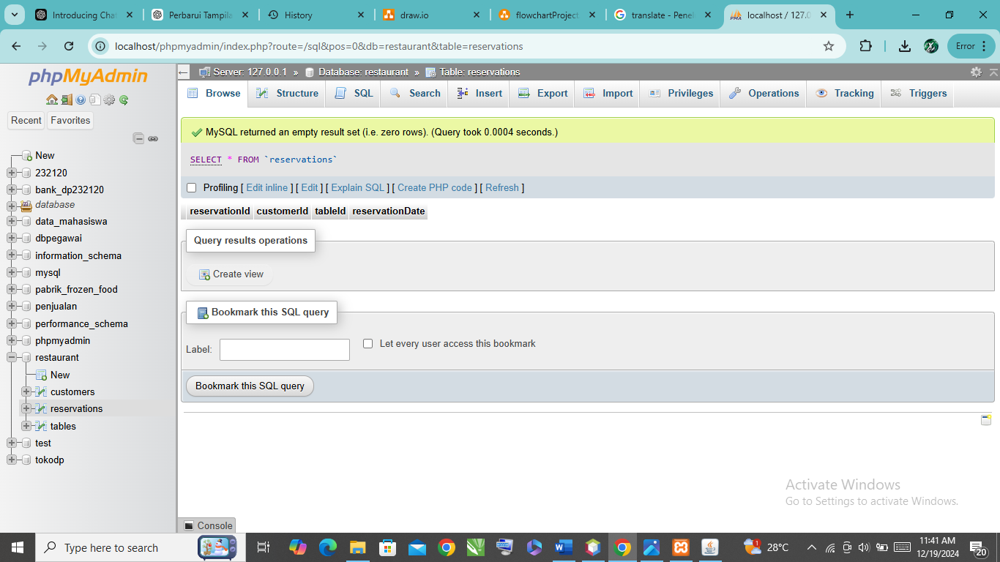 Introducing Cha
Perbarui Tampila
History
draw.io
flowchartProject
translate - Pene
localhost / 127.0
localhost/phpmyadmin/index.php?route=/sql&pos=0&db=restaurant&table=reservations
Error
phpMyAdmin
Recent
Favorites
New
232120
bank_dp232120
database
data_mahasiswa
dbpegawai
information_schema
mysql
pabrik_frozen_food
penjualan
performance_schema
phpmyadmin
restaurant
New
customers
reservations
tables
test
tokodp
Server: 127.0.0.1 » Database: restaurant » Table: reservations
Browse
Structure
SQL
Search
Insert
Export
Import
Privileges
Operations
Tracking
Triggers
MySQL returned an empty result set (i.e. zero rows). (Query took 0.0004 seconds.)
SELECT * FROM `reservations`
Profiling [ Edit inline ] [ Edit ] [ Explain SQL ] [ Create PHP code ] [ Refresh ]
reservationId customerId tableId reservationDate
Query results operations
Create view
Bookmark this SQL query
Label:
Let every user access this bookmark
Bookmark this SQL query
Activate Windows
Go to Settings to activate Windows.
Console
Type here to search
28°C
11:41 AM
12/19/2024
20